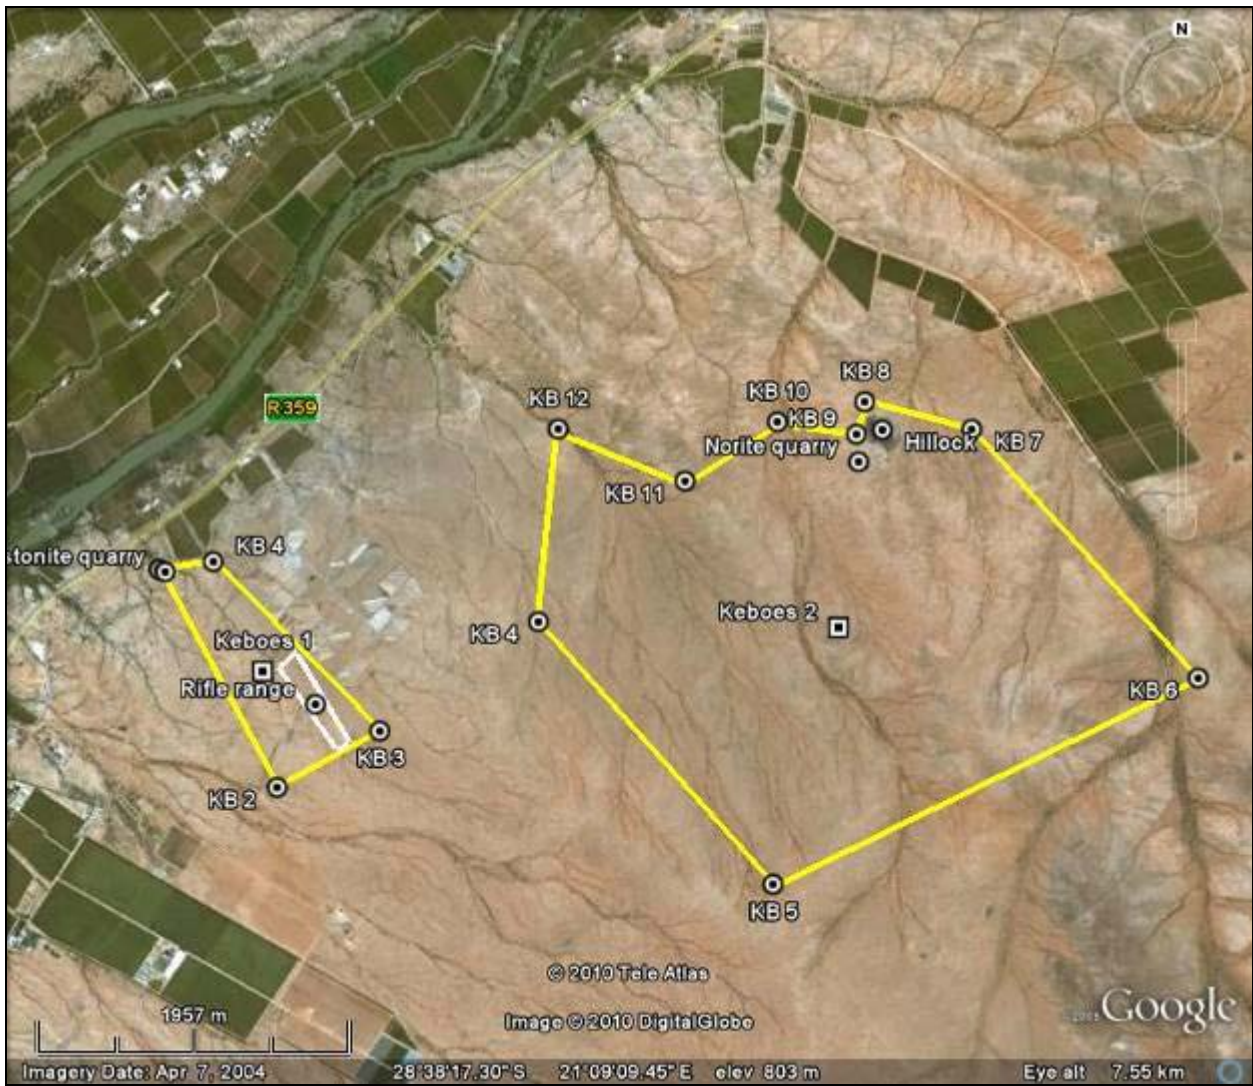 N
R359
KB 8
KB 10
KB 12
KB 9
Norite quarry
Hillock
KB 7
KB 11
stonite quarry
KB 4
Keboes 1
Keboes 2
KB 4
Rifle range
KB 6
KB 3
KB 2
KB 5
© 2010 Tele Atlas
Image © 2010 DigitalGlobe
Google
1957 m
Imagery Date: Apr 7, 2004 28°38'17.30" S 21°09'09.45" E elev 803 m Eye alt 7.55 km